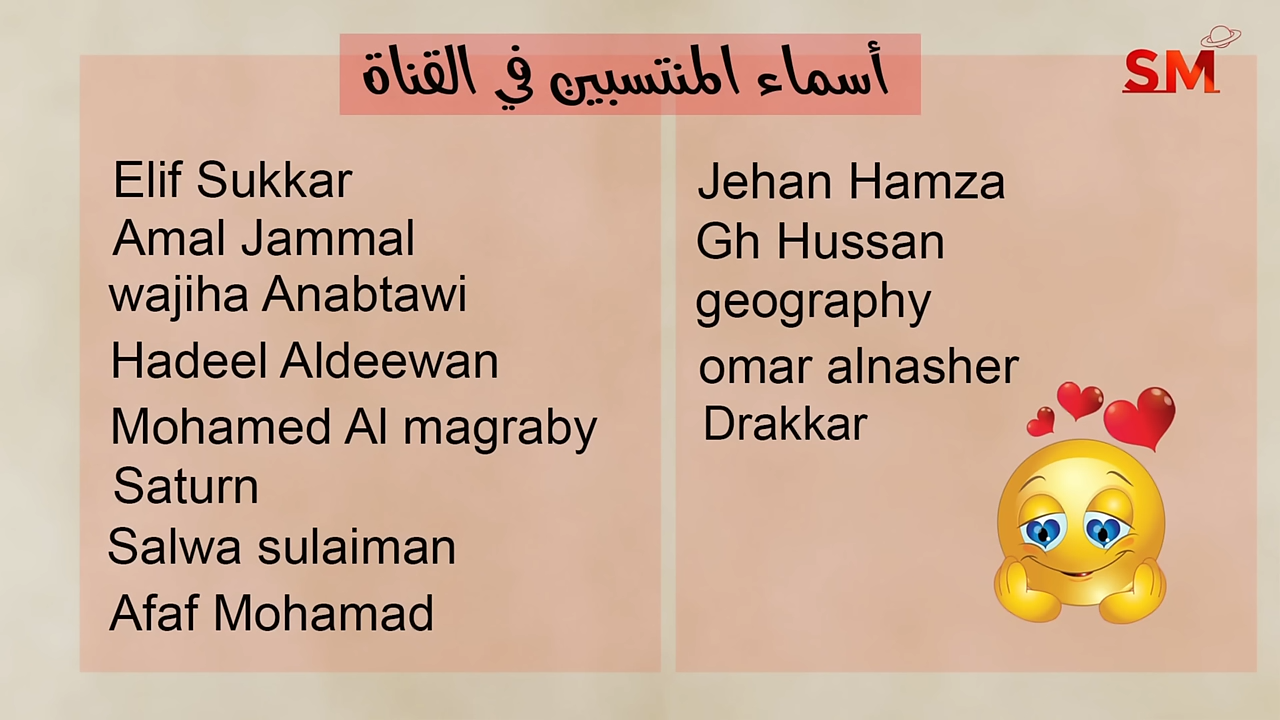 أسماء المنتسبين في القناة
SM
Elif Sukkar
Amal Jammal
wajiha Anabtawi
Hadeel Aldeewan
Mohamed Al magraby
Saturn
Salwa sulaiman
Afaf Mohamad
Jehan Hamza
Gh Hussan
geography
omar alnasher
Drakkar